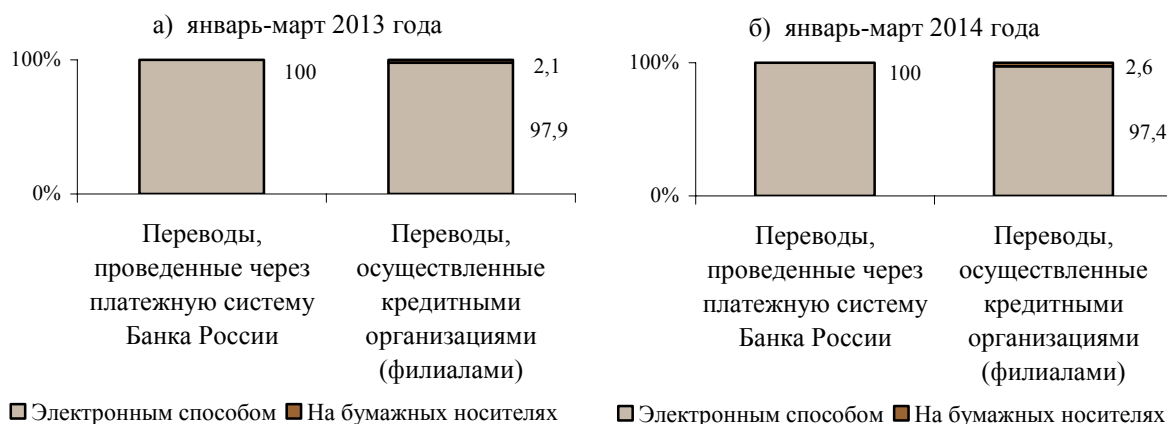 а)  январь-март 2013 года
100%
100
2,1
97,9
0%
Переводы,
проведенные через
платежную систему
Банка России
Переводы,
осуществленные
кредитными
организациями
(филиалами)
Электронным способом
На бумажных носителях
б)  январь-март 2014 года
100%
100
2,6
97,4
0%
Переводы,
проведенные через
платежную систему
Банка России
Переводы,
осуществленные
кредитными
организациями
(филиалами)
Электронным способом
На бумажных носителях